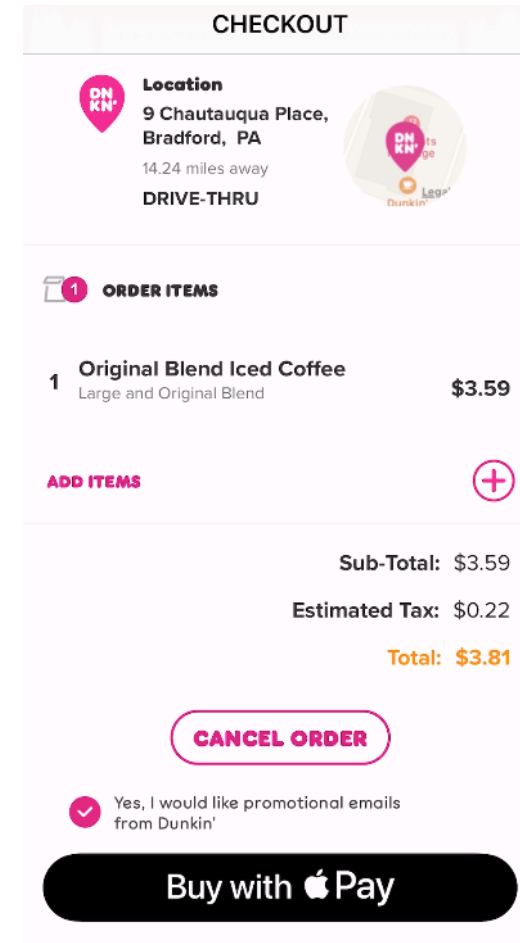 CHECKOUT
DN
KN'
Location
9 Chautauqua Place,
Bradford, PA
14.24 miles away
DRIVE-THRU
DN
KN'
Dunkin'
1 ORDER ITEMS
1 Original Blend Iced Coffee $3.59
Large and Original Blend
ADD ITEMS
Sub-Total: $3.59
Estimated Tax: $0.22
Total: $3.81
CANCEL ORDER
Yes, I would like promotional emails
from Dunkin'
Buy with Pay